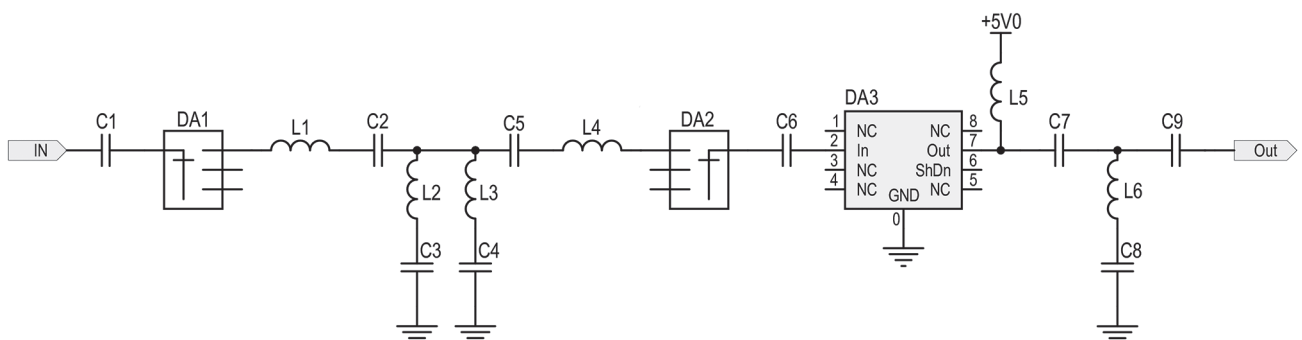 +5V0
L5
C1
DA1
L1
C2
C5
L4
DA2
C6
DA3
C7
C9
IN
1
NC
NC
8
2
In
Out
7
3
NC
ShDn
6
4
NC
NC
5
GND
0
Out
L2
L3
L6
C3
C4
C8